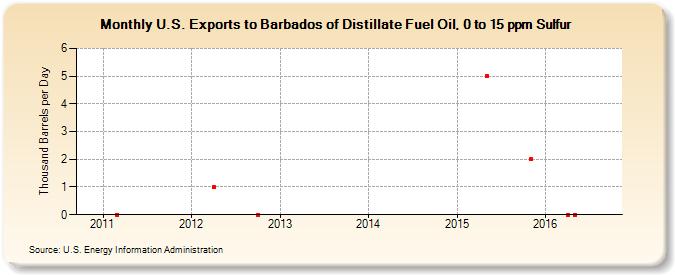 Monthly U.S. Exports to Barbados of Distillate Fuel Oil, 0 to 15 ppm Sulfur
Thousand Barrels per Day
6
5
4
3
2
1
0
2011 2012 2013 2014 2015 2016
Source: U.S. Energy Information Administration